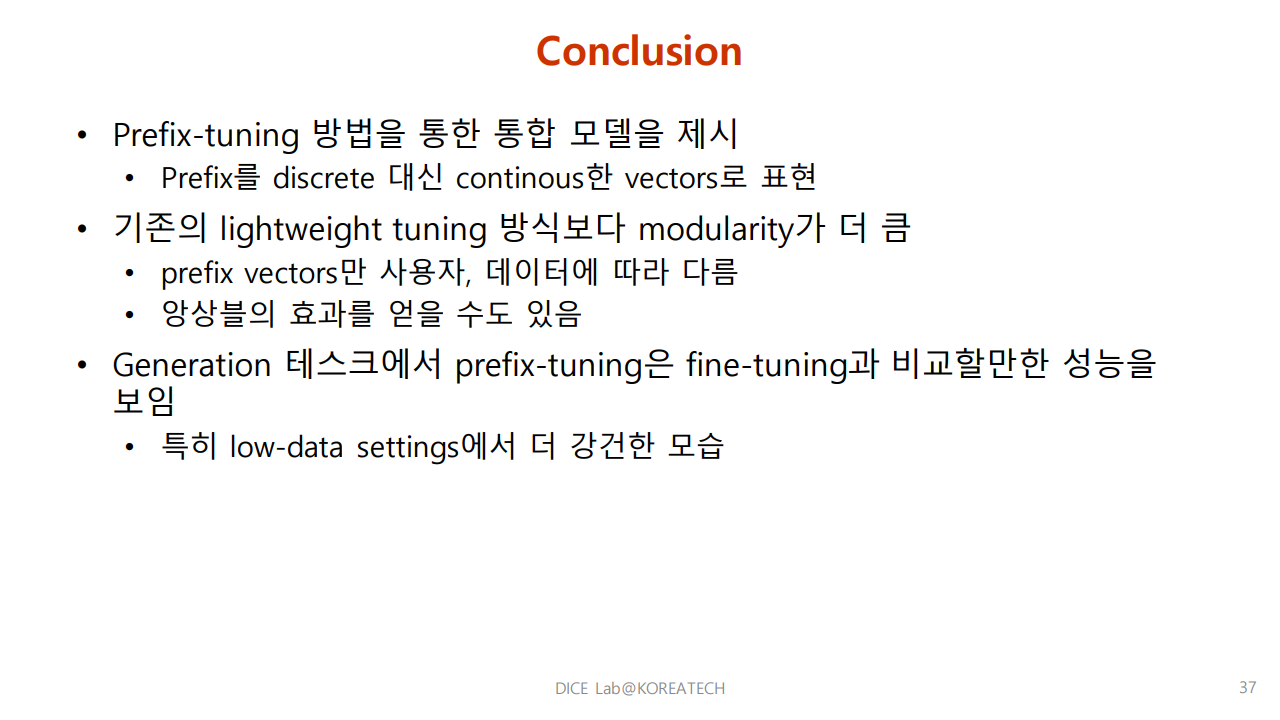 Conclusion
• Prefix-tuning 방법을 통한 통합 모델을 제시
• Prefix를 discrete 대신 continous한 vectors로 표현
• 기존의 lightweight tuning 방식보다 modularity가 더 큼
• prefix vectors만 사용자, 데이터에 따라 다름
• 앙상블의 효과를 얻을 수도 있음
• Generation 테스크에서 prefix-tuning은 fine-tuning과 비교할만한 성능을
보임
• 특히 low-data settings에서 더 강건한 모습
DICE Lab@KOREATECH
37